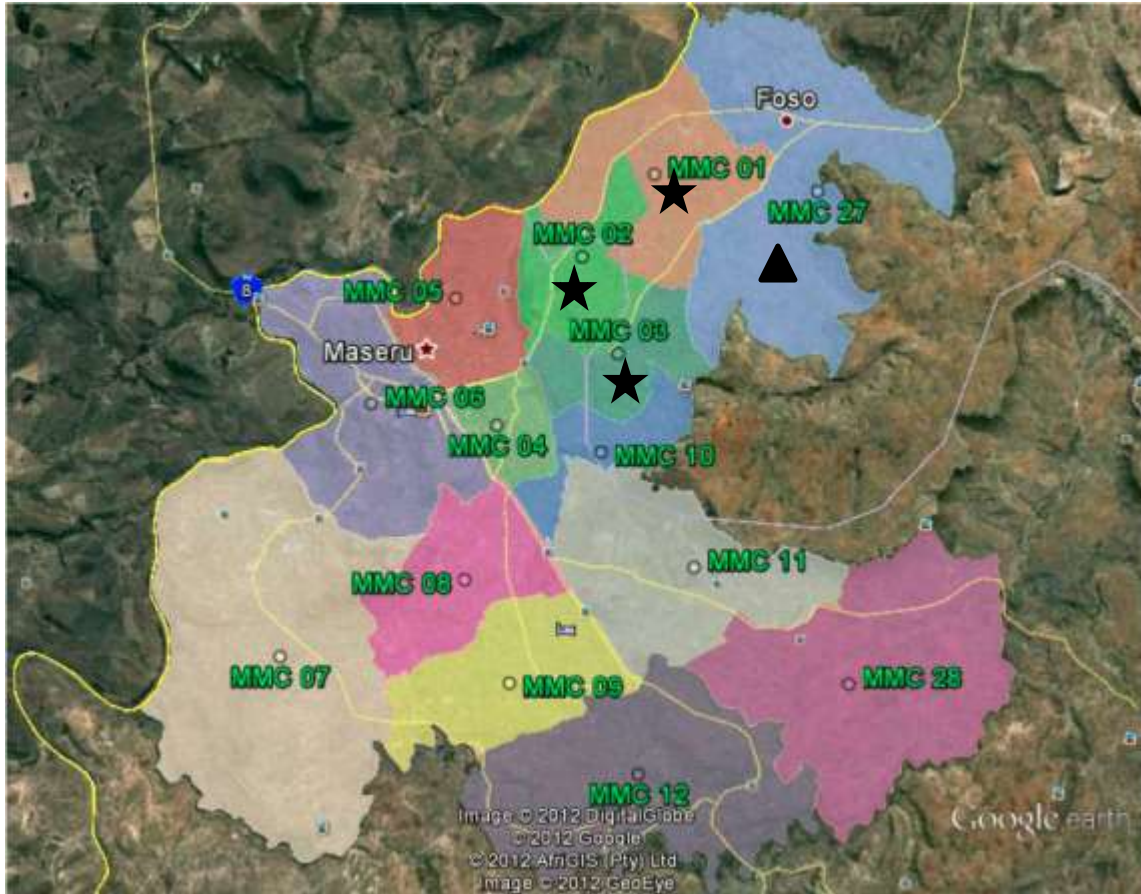 Foso
MMC 01
MMC 27
MMC 02
8
MMC 05
MMC 03
Maseru
MMC 06
MMC 04
MMC 10
MMC 11
MMC 08
MMC 07
MMC 09
MMC 28
MMC 12
Image © 2012 DigitalGlobe
© 2012 Google
© 2012 AfriGIS (Pty) Ltd
Image © 2012 GeoEye
Google earth